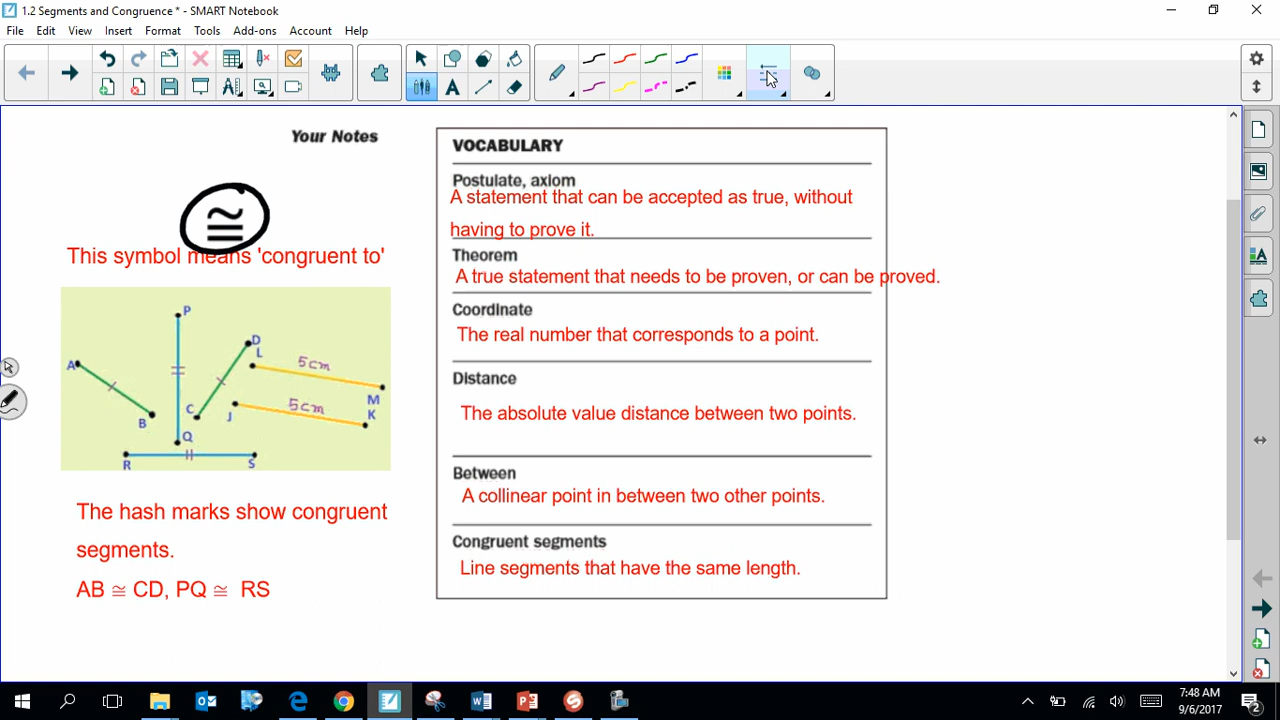 1.2 Segments and Congruence * - SMART Notebook
File Edit View Insert Format Tools Add-ons Account Help
Your Notes
≅
This symbol means 'congruent to'
P
A
D
L
5cm
B
C
J
5cm
M
K
Q
R
S
The hash marks show congruent
segments.
AB ≅ CD, PQ ≅ RS
VOCABULARY
Postulate, axiom
A statement that can be accepted as true, without
having to prove it.
Theorem
A true statement that needs to be proven, or can be proved.
Coordinate
The real number that corresponds to a point.
Distance
The absolute value distance between two points.
Between
A collinear point in between two other points.
Congruent segments
Line segments that have the same length.
7:48 AM
9/6/2017
2